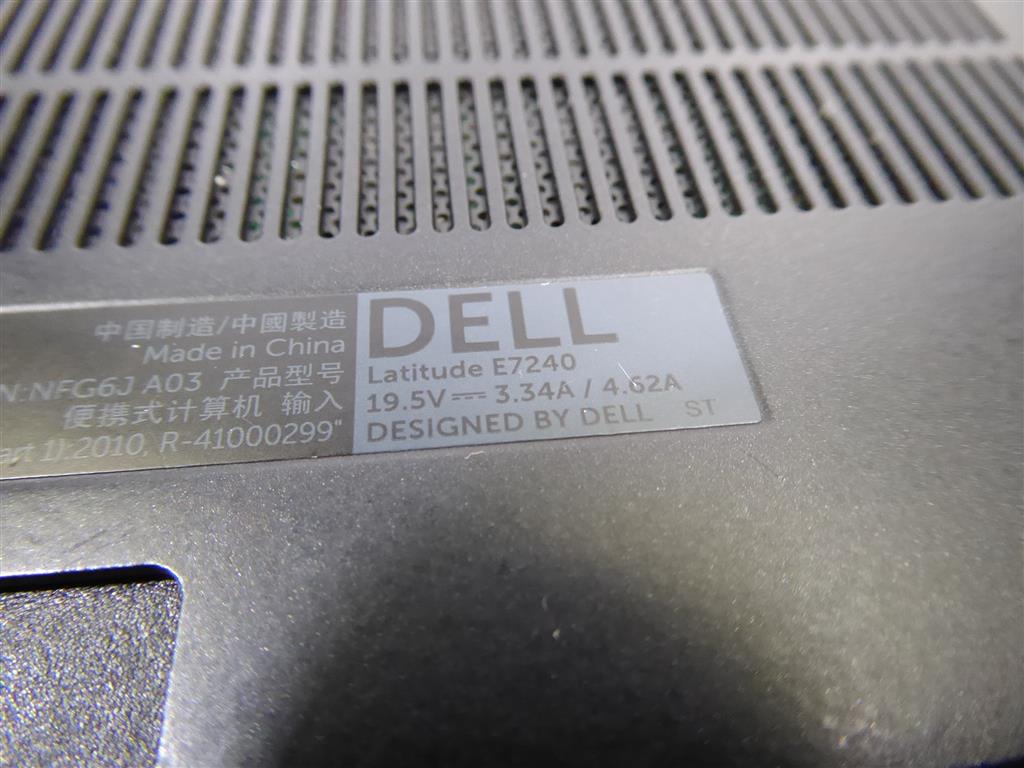 中国制造/中國製造
Made in China
N:NFG6J A03 产品型号
便携式计算机 输入
art 1):2010, R-41000299"
DELL
Latitude E7240
19.5V⎓ 3.34A / 4.62A
DESIGNED BY DELL ST